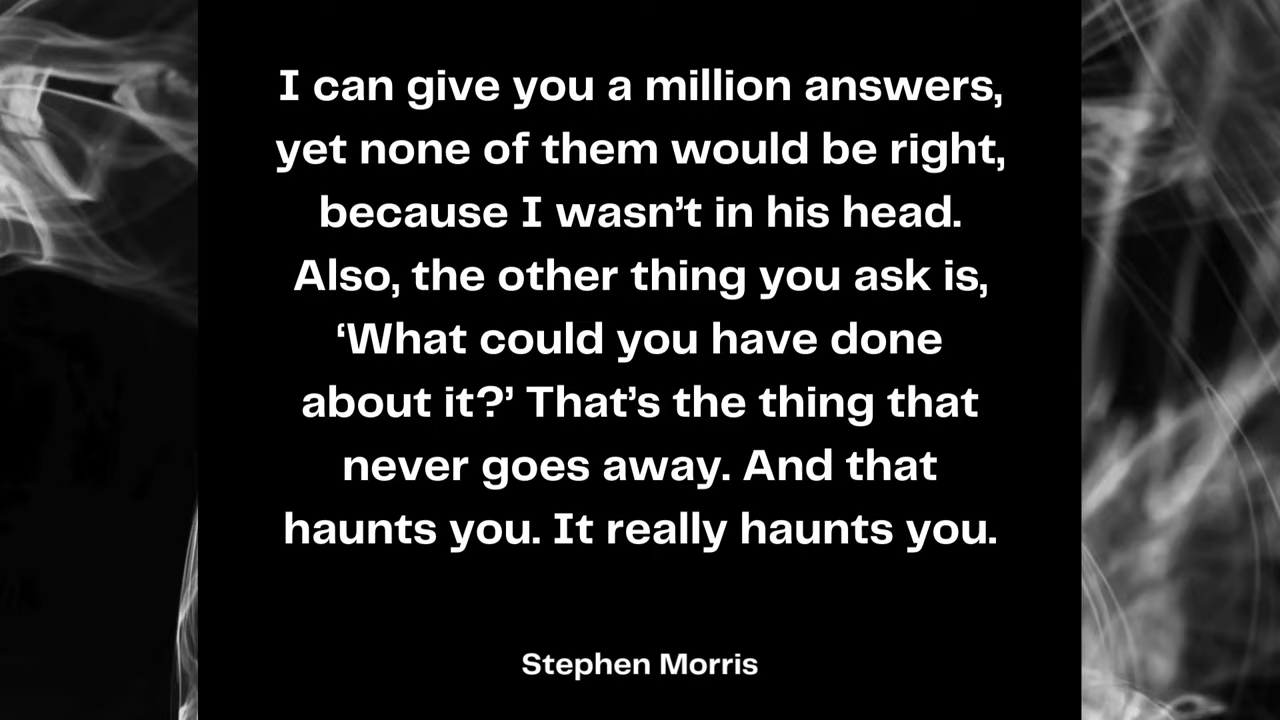 I can give you a million answers,
yet none of them would be right,
because I wasn’t in his head.
Also, the other thing you ask is,
‘What could you have done
about it?’ That’s the thing that
never goes away. And that
haunts you. It really haunts you.
Stephen Morris